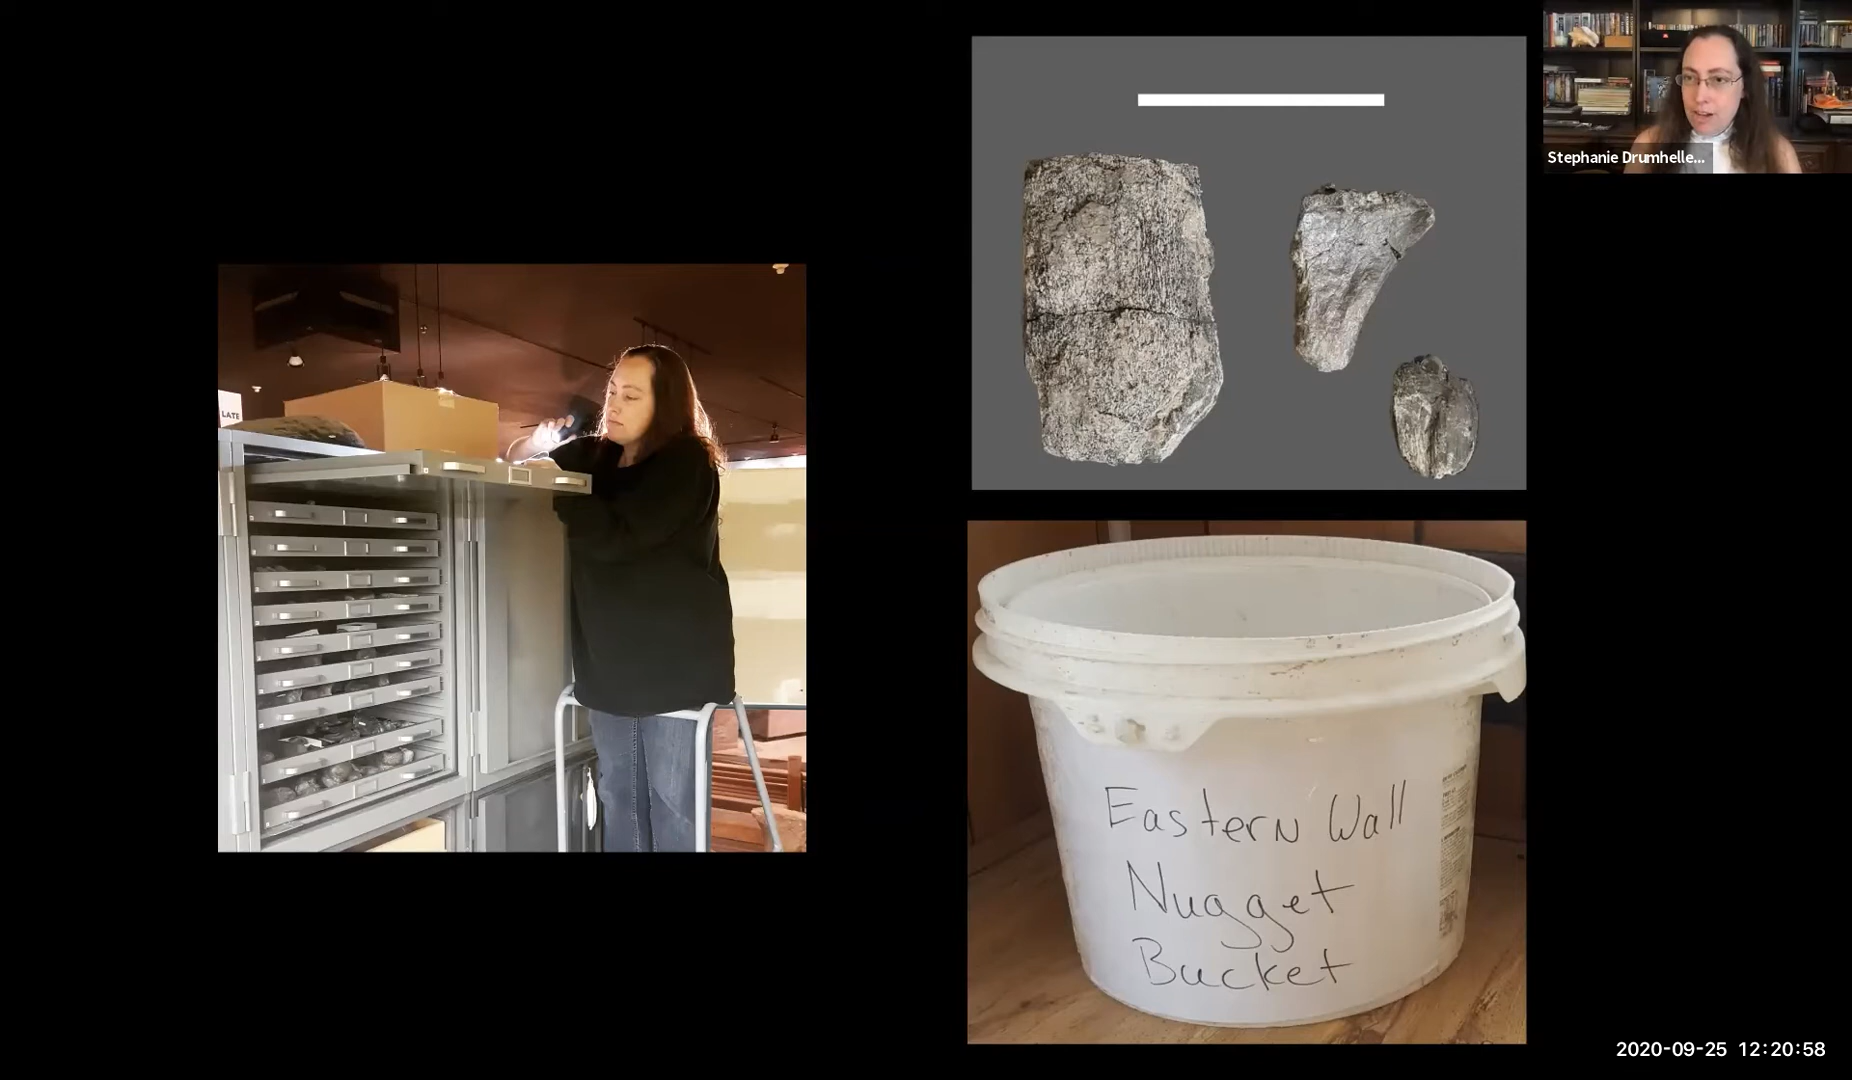 Stephanie Drumhelle...
LATE
Eastern Wall
Nugget
Bucket
2020-09-25 12:20:58